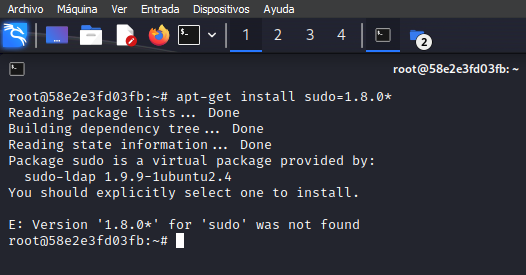 Archivo Máquina Ver Entrada Dispositivos Ayuda
1 2 3 4 2
root@58e2e3fd03fb: ~
root@58e2e3fd03fb:~# apt-get install sudo=1.8.0*
Reading package lists... Done
Building dependency tree... Done
Reading state information... Done
Package sudo is a virtual package provided by:
  sudo-ldap 1.9.9-1ubuntu2.4
You should explicitly select one to install.

E: Version '1.8.0*' for 'sudo' was not found
root@58e2e3fd03fb:~#